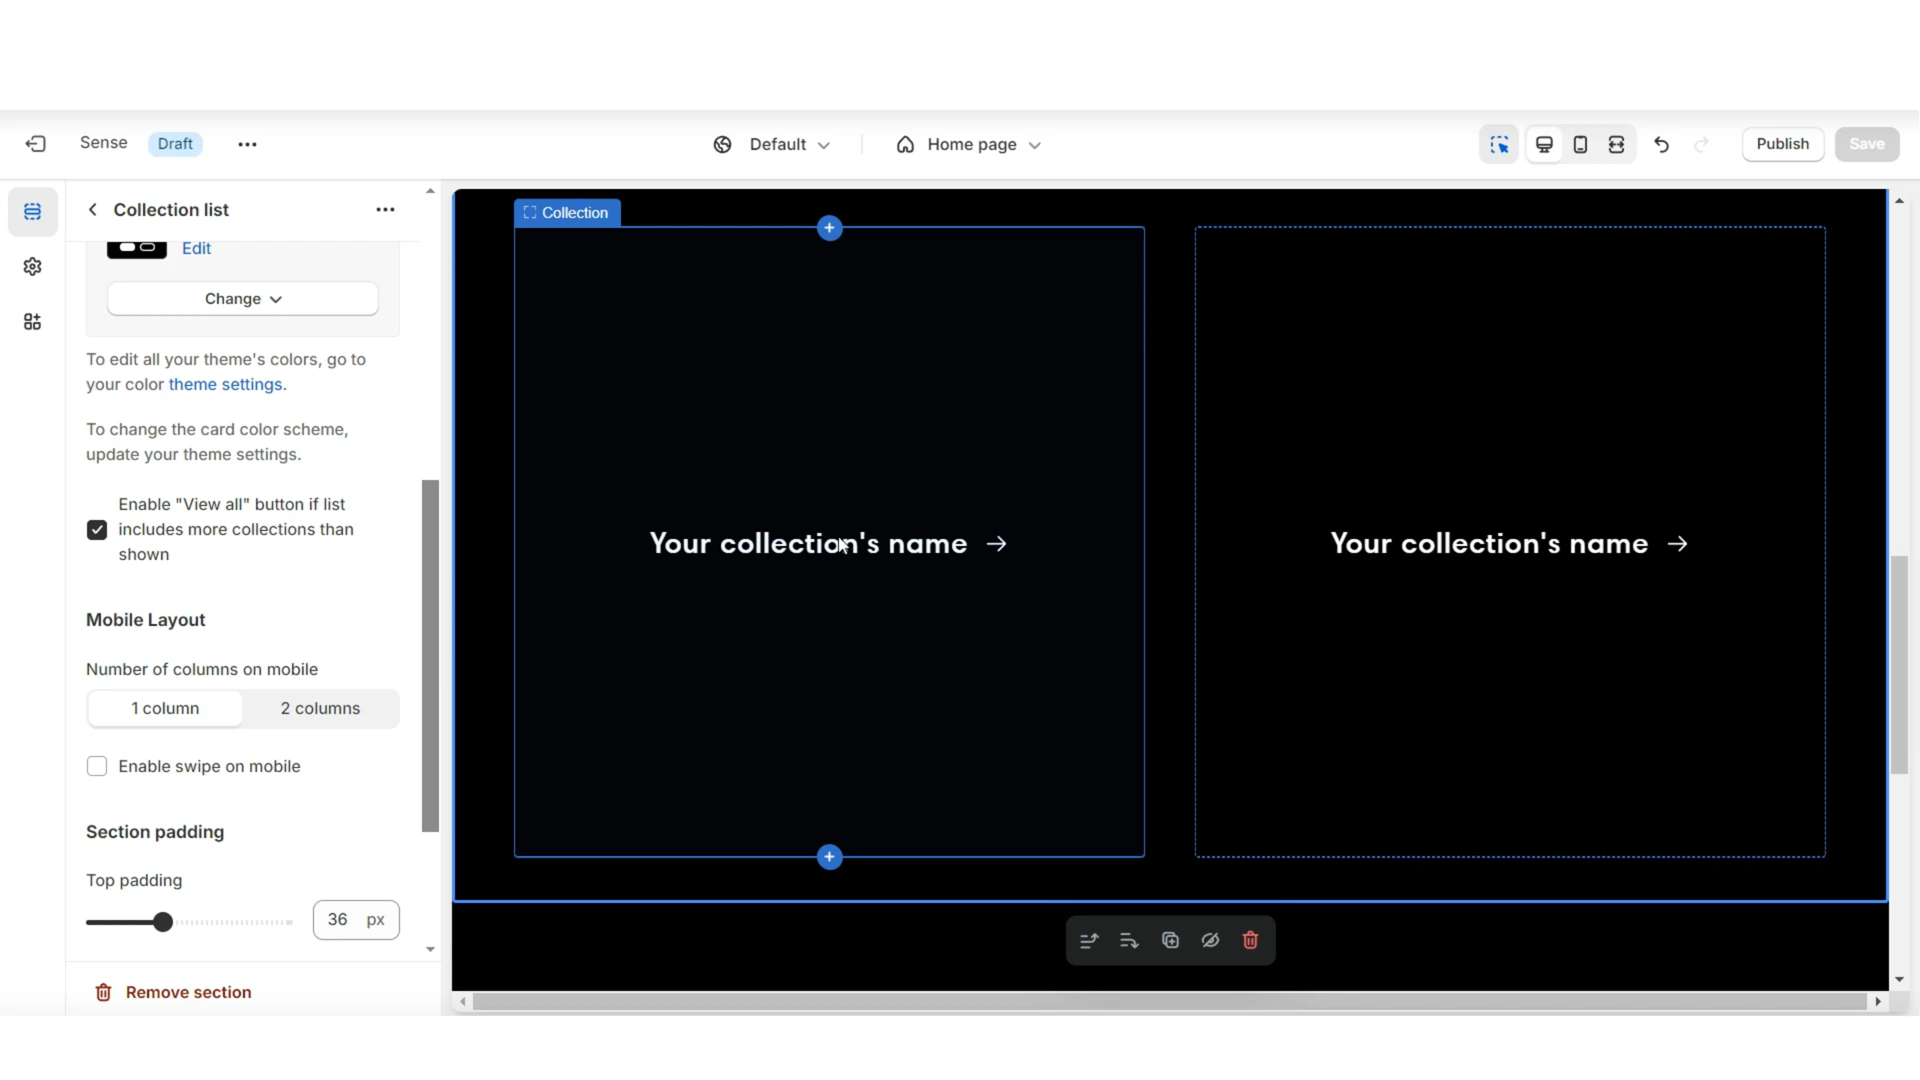 Sense
Draft
Default
Home page
Publish
Save
Collection list
Edit
Change
To edit all your theme's colors, go to
your color theme settings.
To change the card color scheme,
update your theme settings.
Enable "View all" button if list
includes more collections than
shown
Mobile Layout
Number of columns on mobile
1 column
2 columns
Enable swipe on mobile
Section padding
Top padding
36 px
Remove section
Collection
Your collection's name →
Your collection's name →